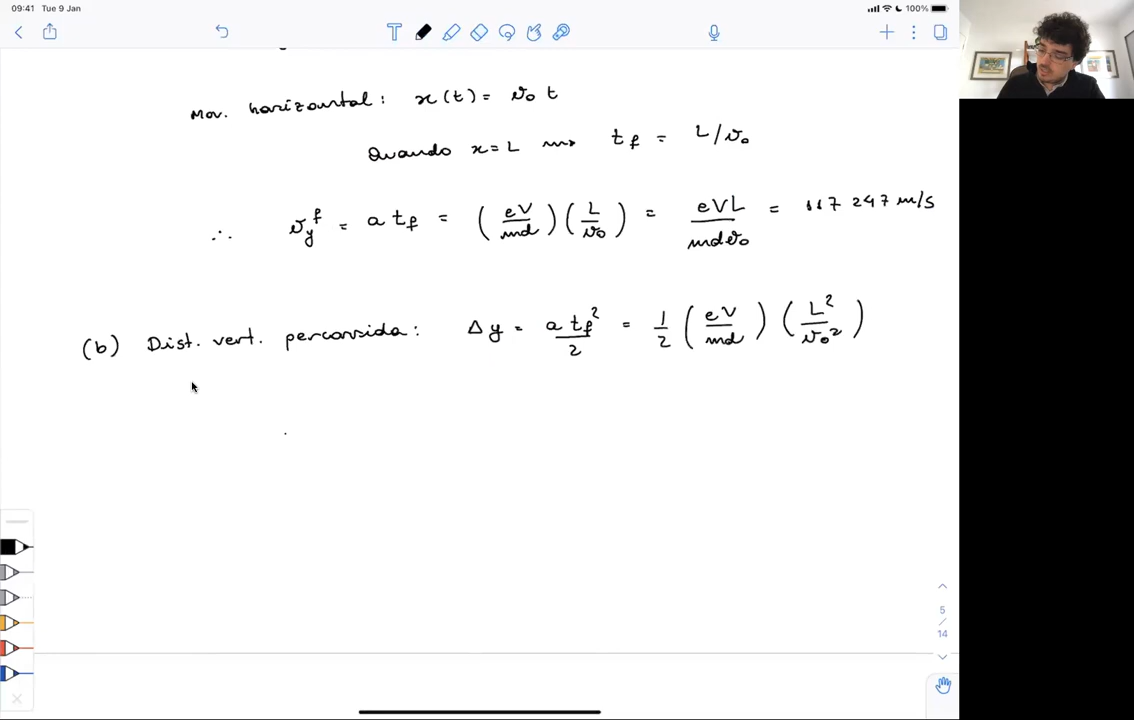 09:41 Tue 9 Jan 100%
Mov. horizontal: x(t) = v₀ t
Quando x=L ⟿ t_f = L/v₀
∴ v_y^f = a t_f = (eV/md)(L/v₀) = eVL/mdv₀ = 117 247 m/s
(b) Dist. vert. percorrida: Δy = a t_f²/2 = 1/2 (eV/md) (L²/v₀²)
5
/
14